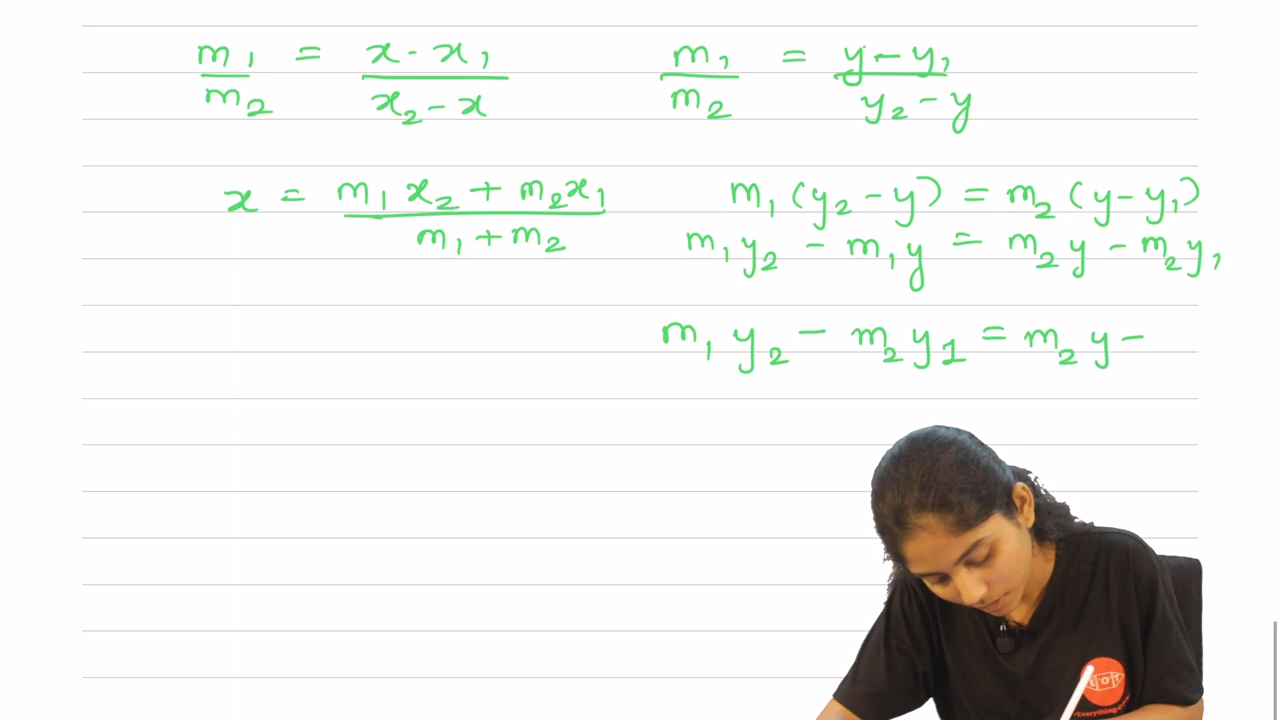 m₁/m₂ = (x - x₁)/(x₂ - x)
m₁/m₂ = (y - y₁)/(y₂ - y)
x = (m₁x₂ + m₂x₁)/(m₁ + m₂)
m₁(y₂ - y) = m₂(y - y₁)
m₁y₂ - m₁y = m₂y - m₂y₁
m₁y₂ - m₂y1 = m₂y -
EOT